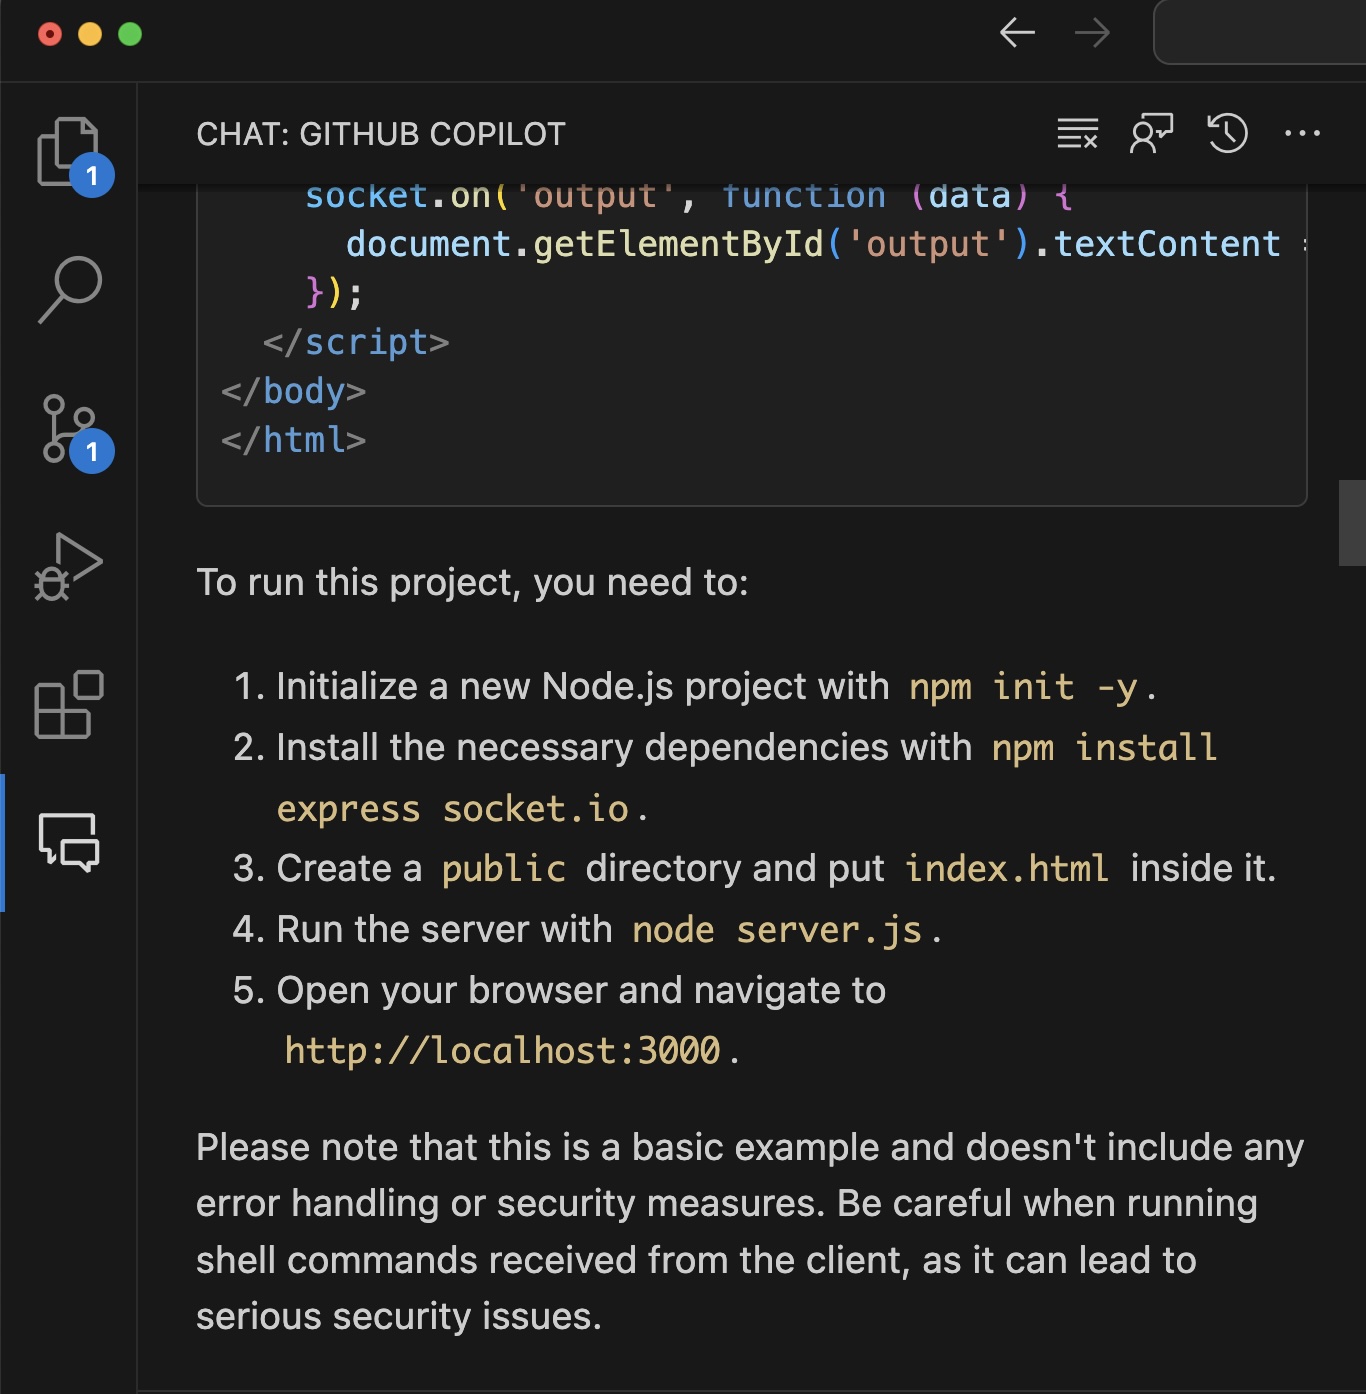 CHAT: GITHUB COPILOT
1
1
socket.on('output', function (data) {
document.getElementById('output').textContent
});
</script>
</body>
</html>
To run this project, you need to:
1. Initialize a new Node.js project with npm init -y.
2. Install the necessary dependencies with npm install
express socket.io.
3. Create a public directory and put index.html inside it.
4. Run the server with node server.js.
5. Open your browser and navigate to
http://localhost:3000.
Please note that this is a basic example and doesn't include any
error handling or security measures. Be careful when running
shell commands received from the client, as it can lead to
serious security issues.